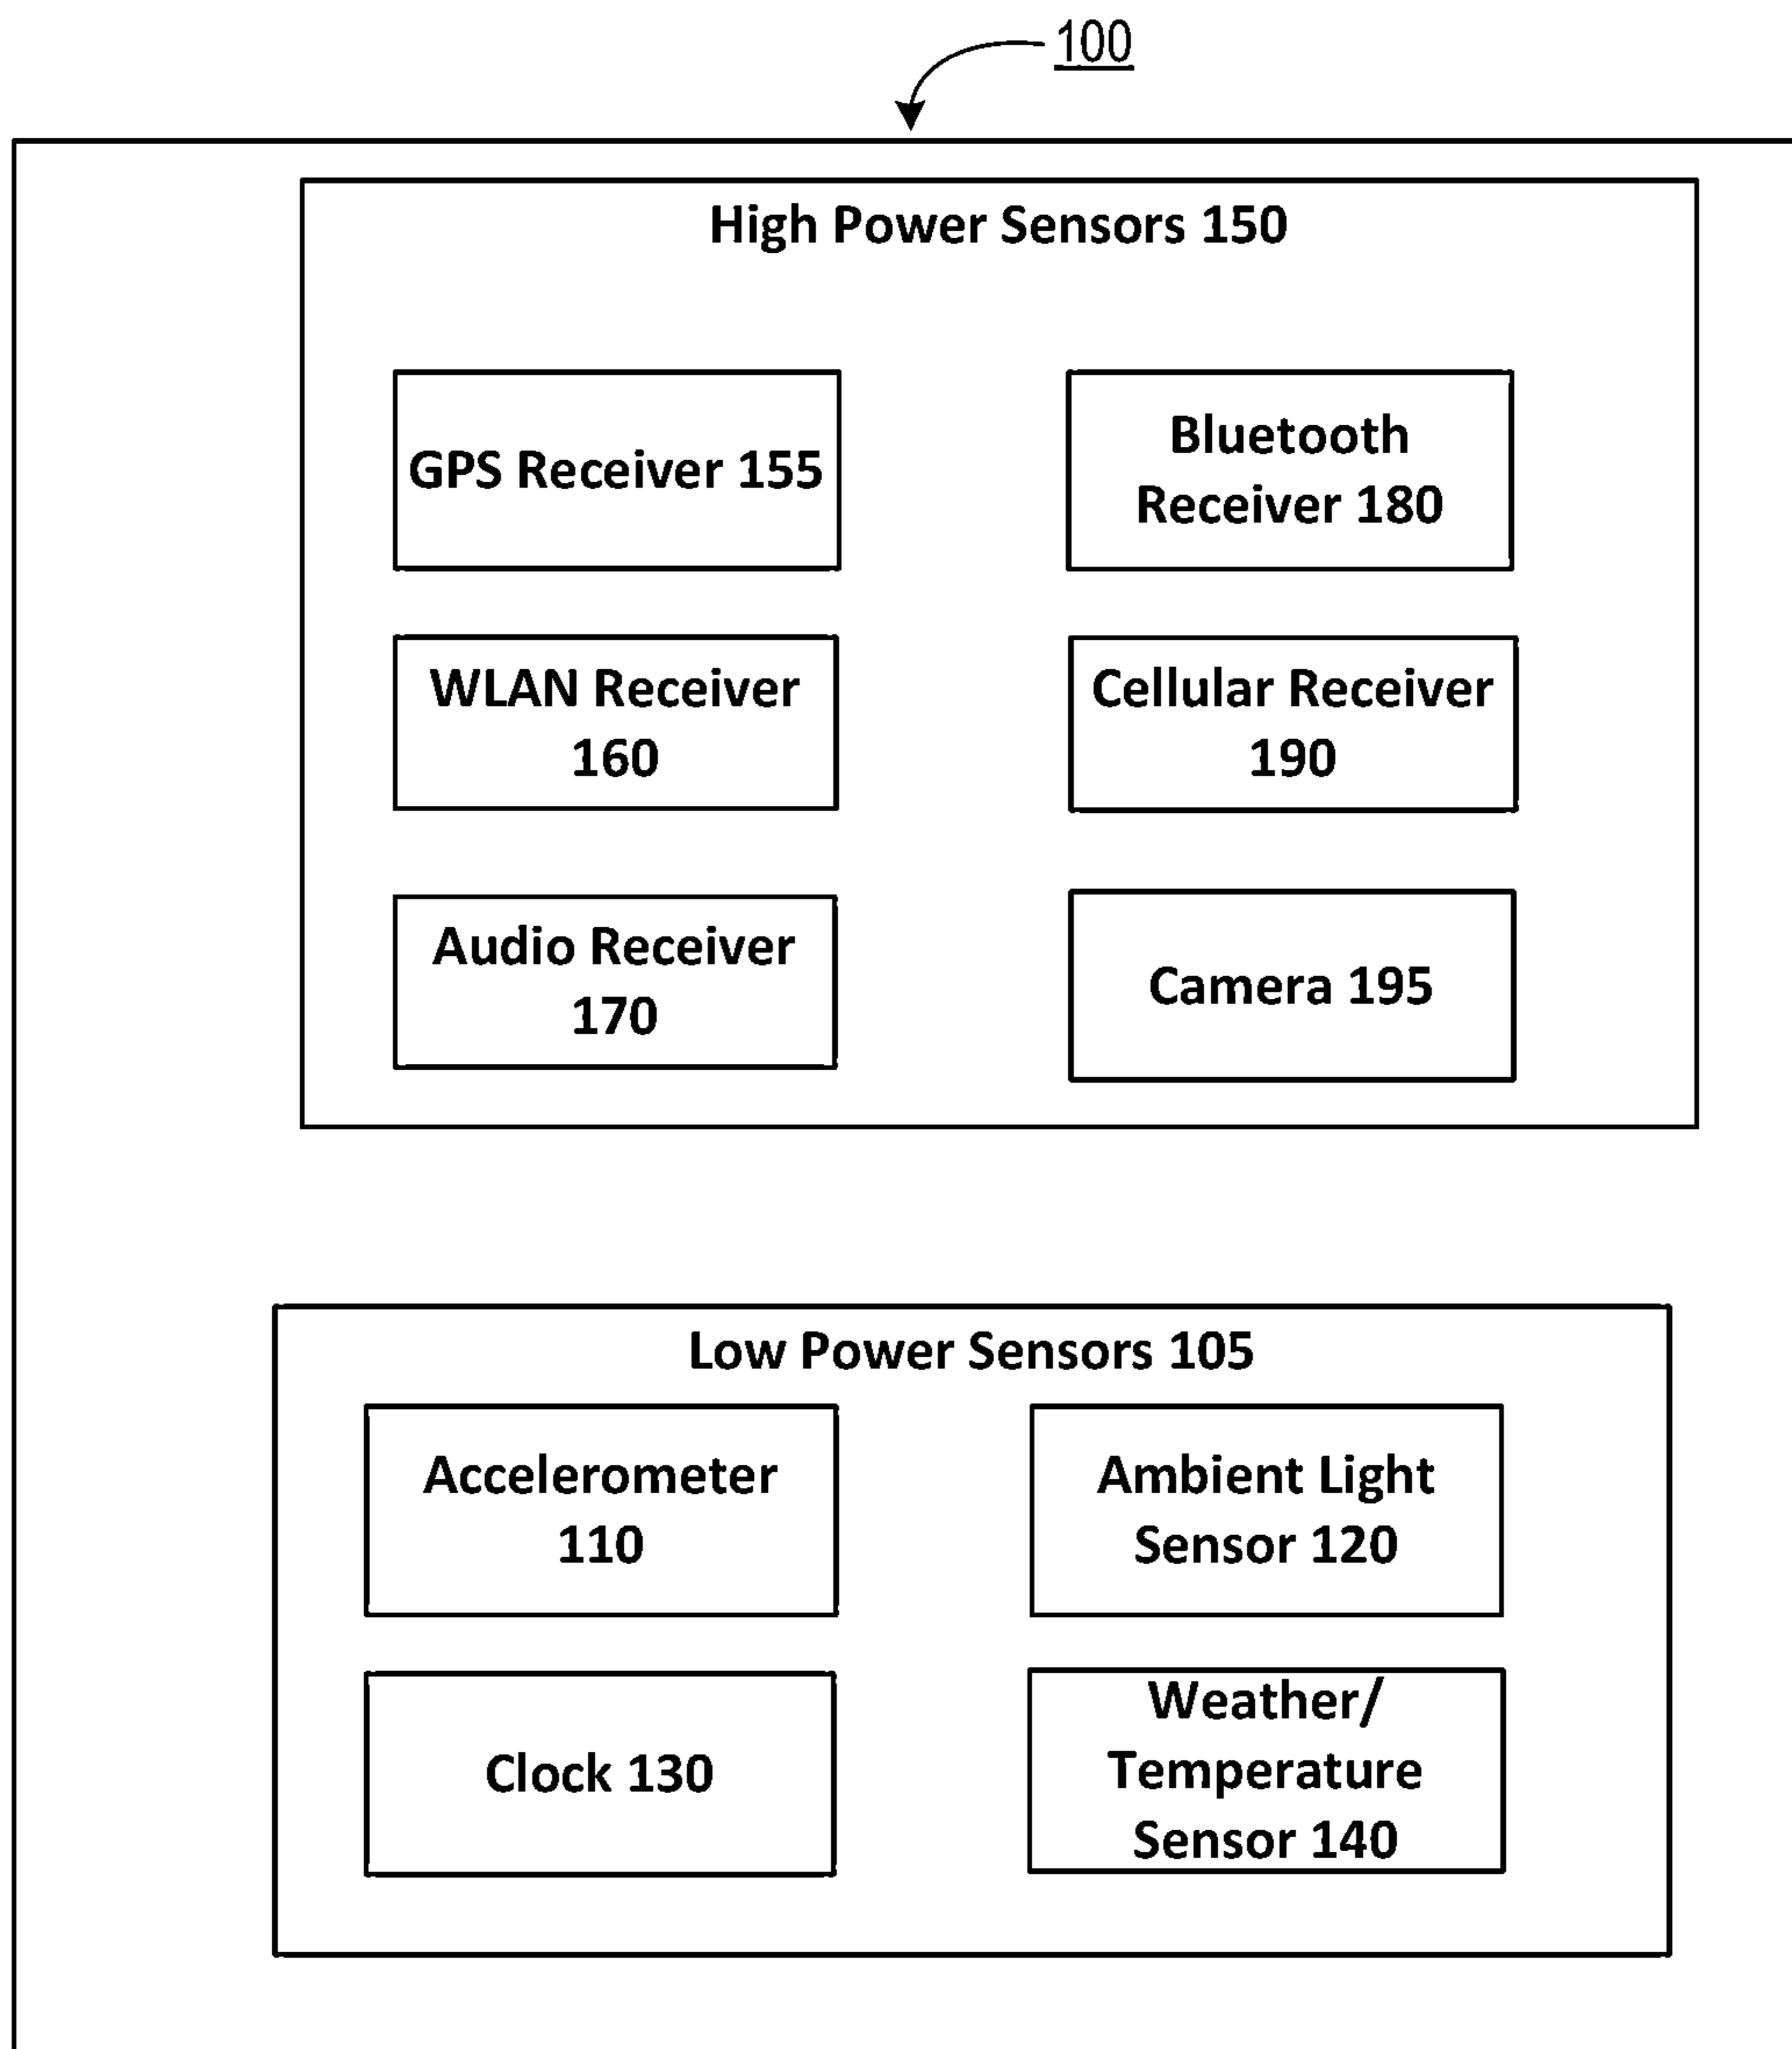 100
High Power Sensors 150
GPS Receiver 155
Bluetooth
Receiver 180
WLAN Receiver
160
Cellular Receiver
190
Audio Receiver
170
Camera 195
Low Power Sensors 105
Accelerometer
110
Ambient Light
Sensor 120
Clock 130
Weather/
Temperature
Sensor 140